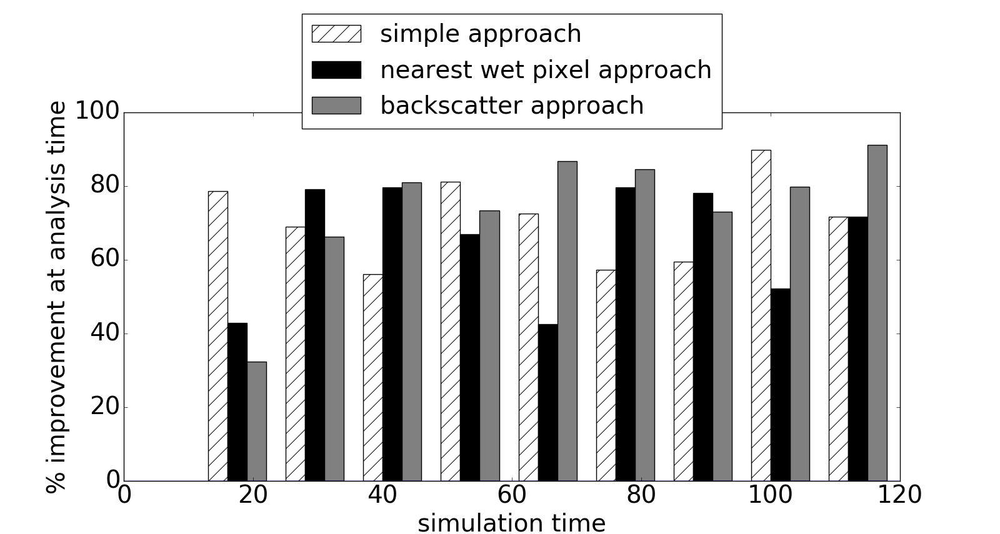 simple approach
nearest wet pixel approach
backscatter approach
% improvement at analysis time
100
80
60
40
20
0
0 20 40 60 80 100 120
simulation time